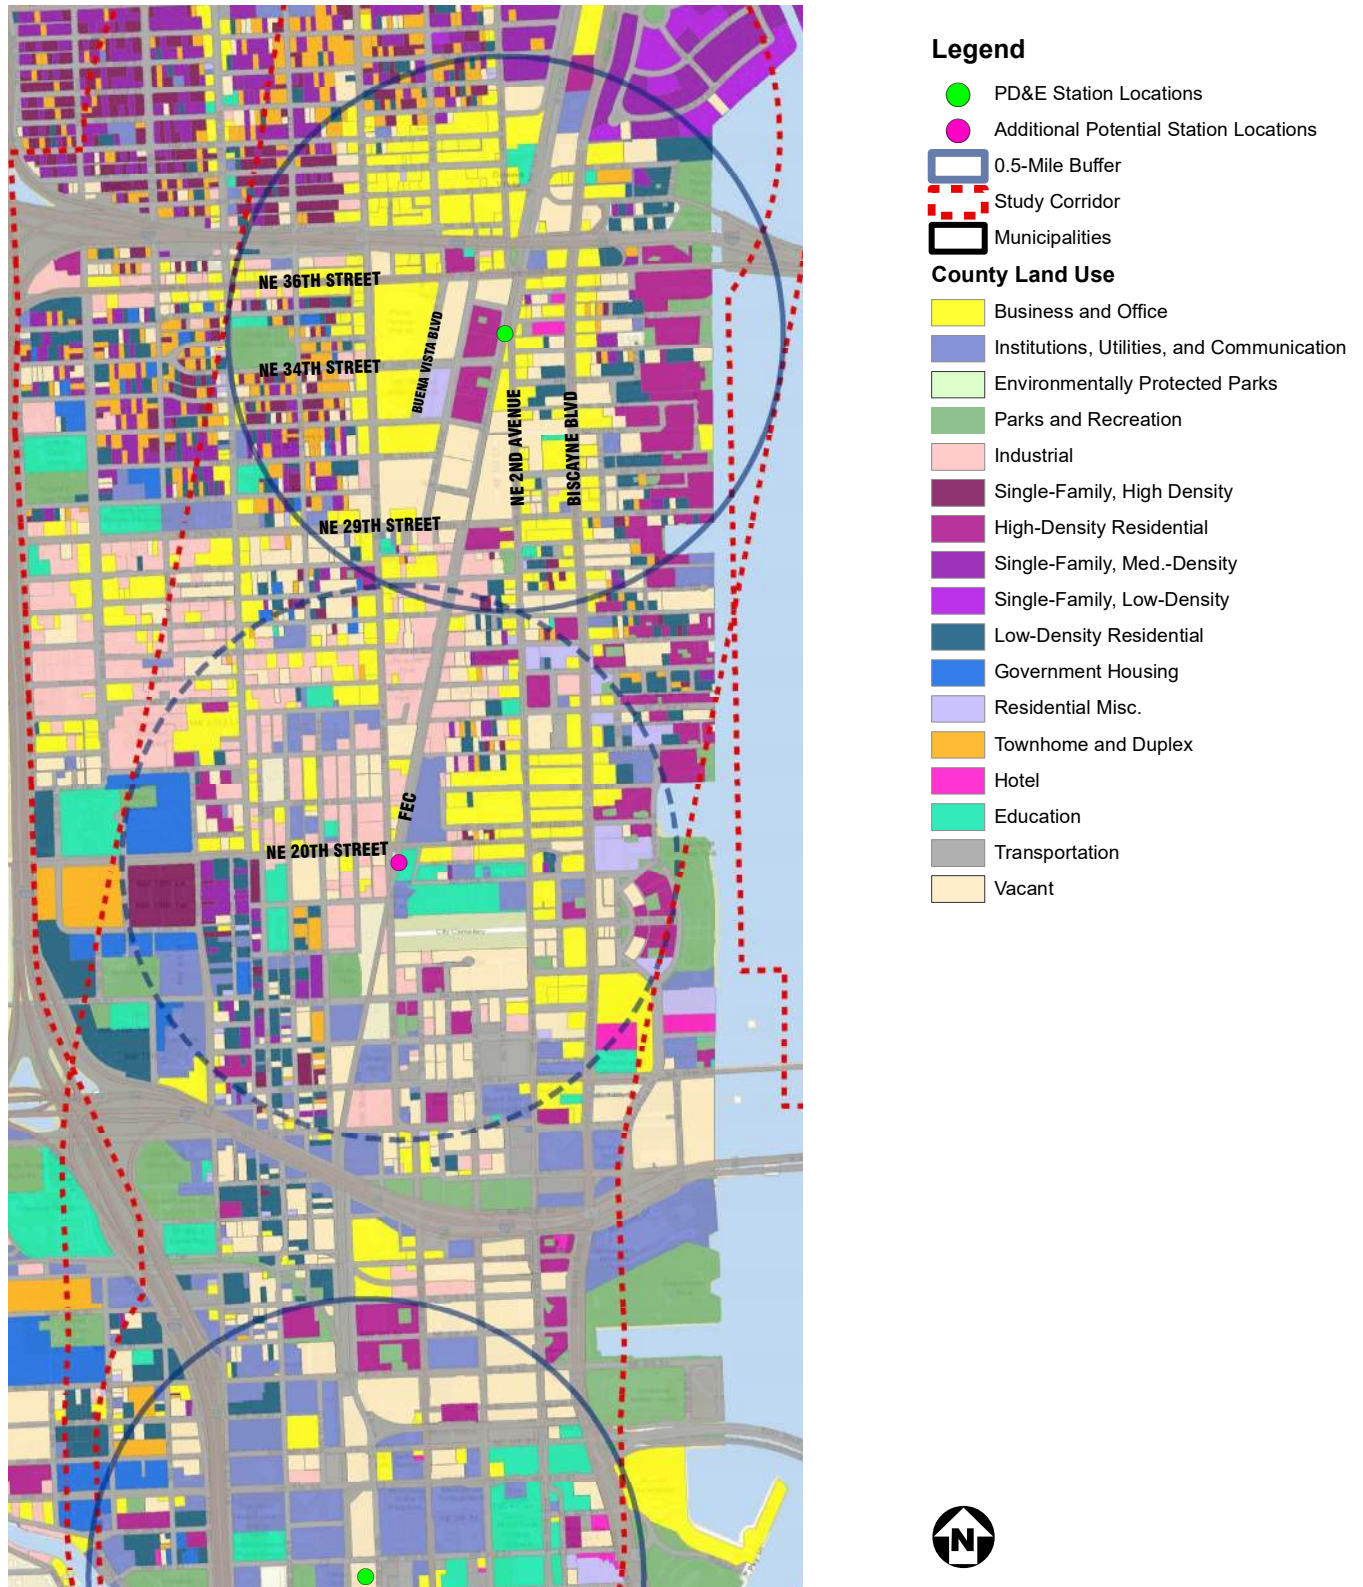 Legend
PD&E Station Locations
Additional Potential Station Locations
0.5-Mile Buffer
Study Corridor
Municipalities
County Land Use
Business and Office
Institutions, Utilities, and Communication
Environmentally Protected Parks
Parks and Recreation
Industrial
Single-Family, High Density
High-Density Residential
Single-Family, Med.-Density
Single-Family, Low-Density
Low-Density Residential
Government Housing
Residential Misc.
Townhome and Duplex
Hotel
Education
Transportation
Vacant
NE 36TH STREET
BUENA VISTA BLVD
NE 34TH STREET
NE 2ND AVENUE
BISCAYNE BLVD
NE 29TH STREET
FEC
NE 20TH STREET
City Cemetery
N